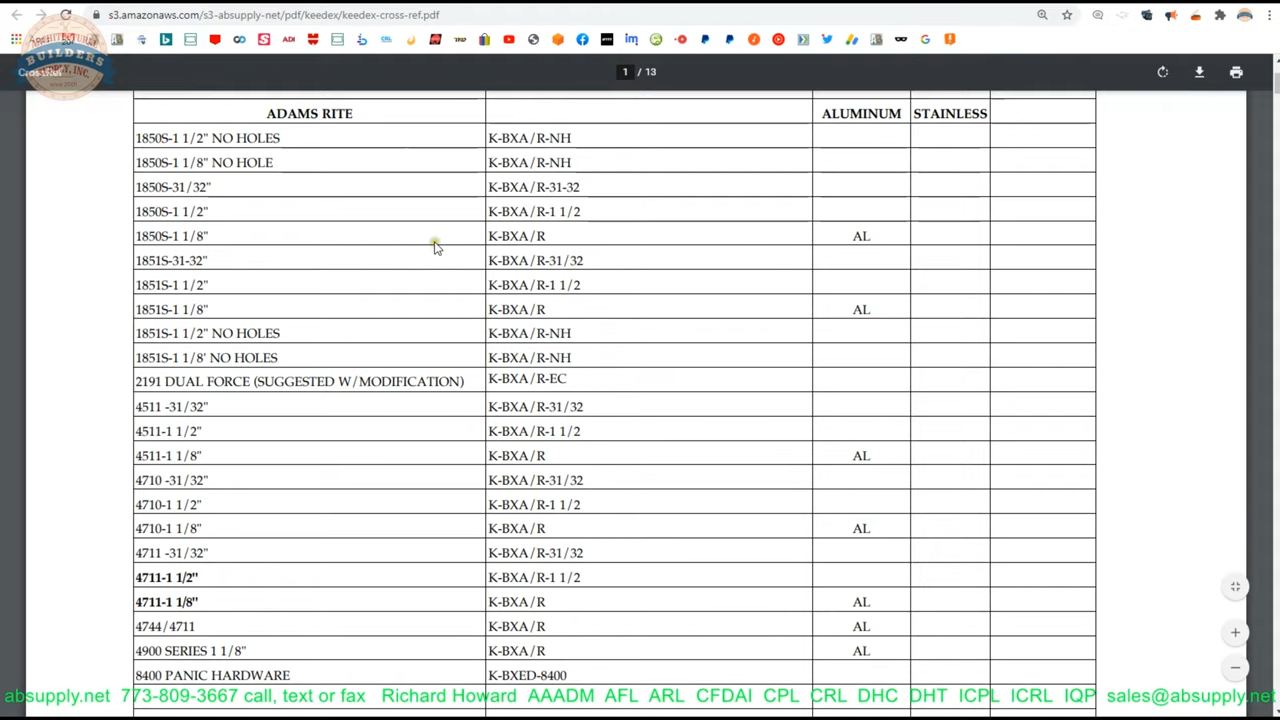 s3.amazonaws.com/s3-absupply-net/pdf/keedex/keedex-cross-ref.pdf
ARCHITECTURAL
BUILDERS
SUPPLY, INC.
1 / 13
ADAMS RITE ALUMINUM STAINLESS
1850S-1 1/2" NO HOLES K-BXA/R-NH
1850S-1 1/8" NO HOLE K-BXA/R-NH
1850S-31/32" K-BXA/R-31-32
1850S-1 1/2" K-BXA/R-1 1/2
1850S-1 1/8" K-BXA/R AL
1851S-31-32" K-BXA/R-31/32
1851S-1 1/2" K-BXA/R-1 1/2
1851S-1 1/8" K-BXA/R AL
1851S-1 1/2" NO HOLES K-BXA/R-NH
1851S-1 1/8' NO HOLES K-BXA/R-NH
2191 DUAL FORCE (SUGGESTED W/MODIFICATION) K-BXA/R-EC
4511 -31/32" K-BXA/R-31/32
4511-1 1/2" K-BXA/R-1 1/2
4511-1 1/8" K-BXA/R AL
4710 -31/32" K-BXA/R-31/32
4710-1 1/2" K-BXA/R-1 1/2
4710-1 1/8" K-BXA/R AL
4711 -31/32" K-BXA/R-31/32
4711-1 1/2" K-BXA/R-1 1/2
4711-1 1/8" K-BXA/R AL
4744/4711 K-BXA/R AL
4900 SERIES 1 1/8" K-BXA/R AL
8400 PANIC HARDWARE K-BXED-8400
absupply.net 773-809-3667 call, text or fax Richard Howard AAADM AFL ARL CFDAI CPL CRL DHC DHT ICPL ICRL IQP sales@absupply.net